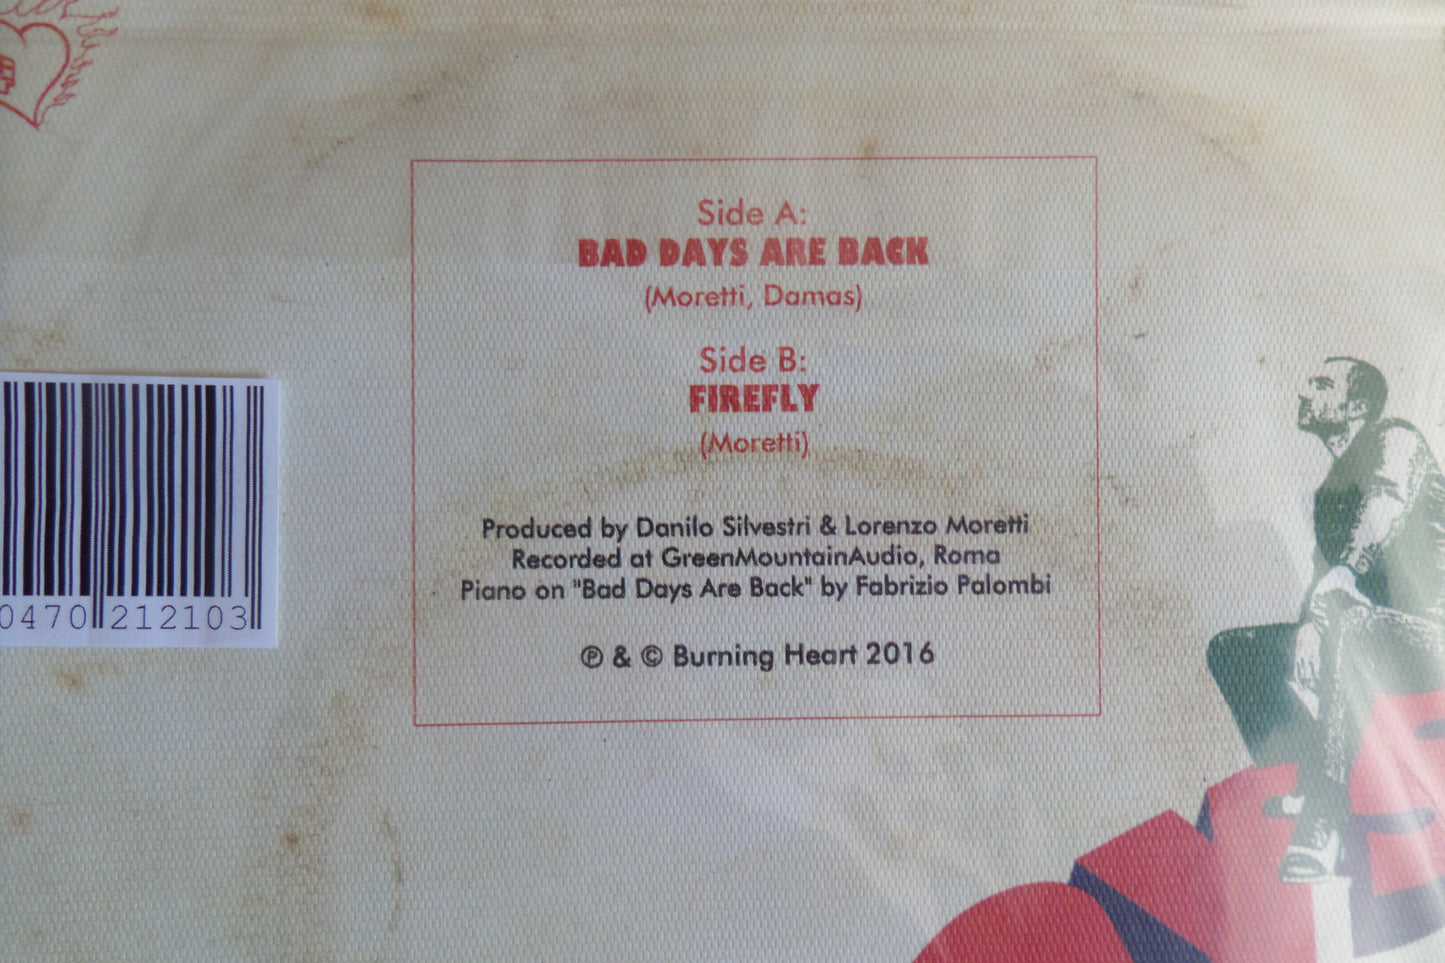 Side A:
BAD DAYS ARE BACK
(Moretti, Damas)
Side B:
FIREFLY
(Moretti)
Produced by Danilo Silvestri & Lorenzo Moretti
Recorded at GreenMountainAudio, Roma
Piano on "Bad Days Are Back" by Fabrizio Palombi
℗ & © Burning Heart 2016
0470 212103